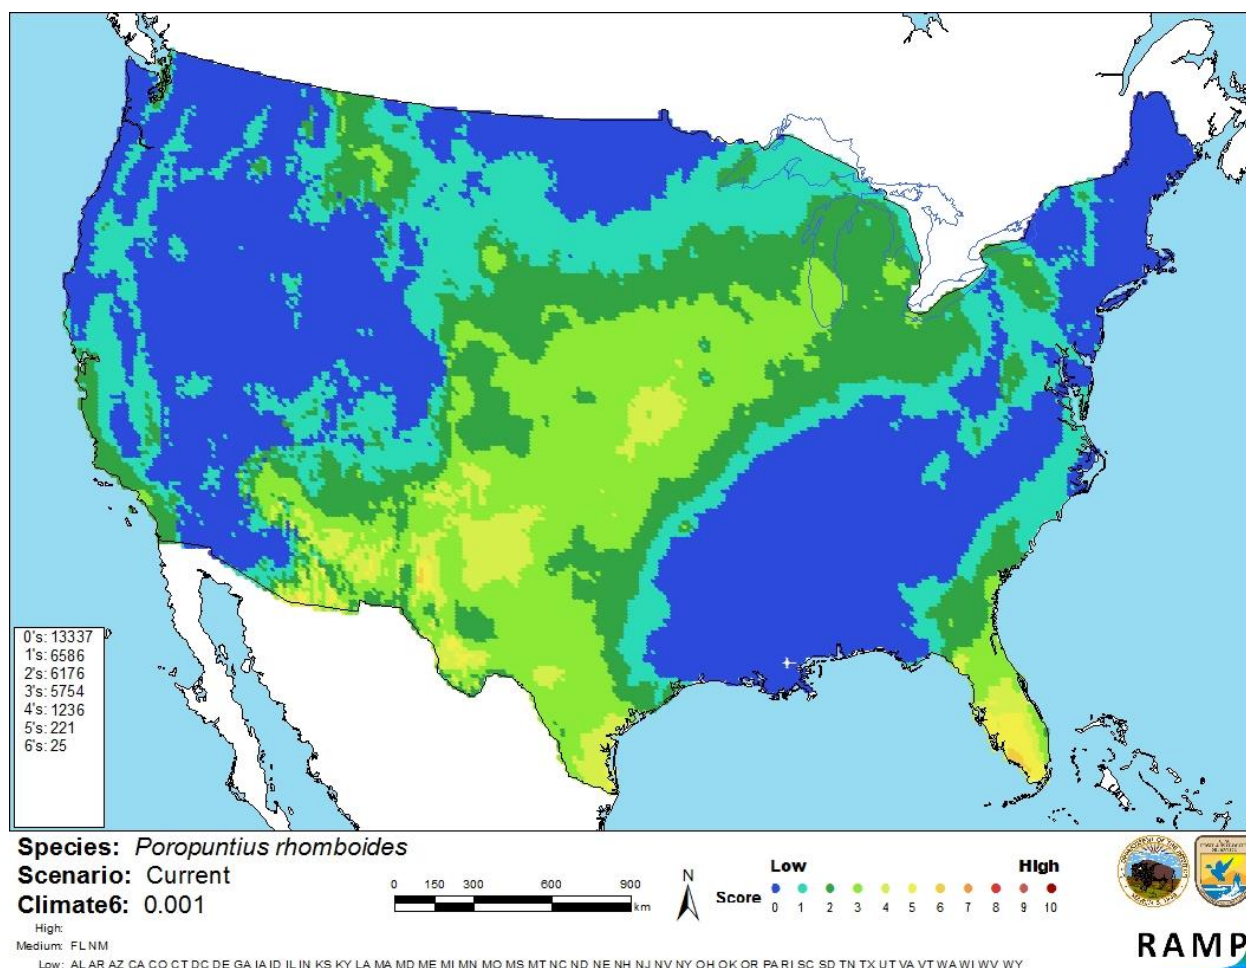 0's: 13337
1's: 6586
2's: 6176
3's: 5754
4's: 1236
5's: 221
6's: 25
Species: Poropuntius rhomboides
Scenario: Current
Climate6: 0.001
High:
Medium: FL NM
Low: AL AR AZ CA CO CT DC DE GA IA ID IL IN KS KY LA MA MD ME MI MN MO MS MT NC ND NE NH NJ NV NY OH OK OR PA RI SC SD TN TX UT VA VT WA WI WV WY
0 150 300 600 900
km
N
Low High
Score
0 1 2 3 4 5 6 7 8 9 10
RAMP